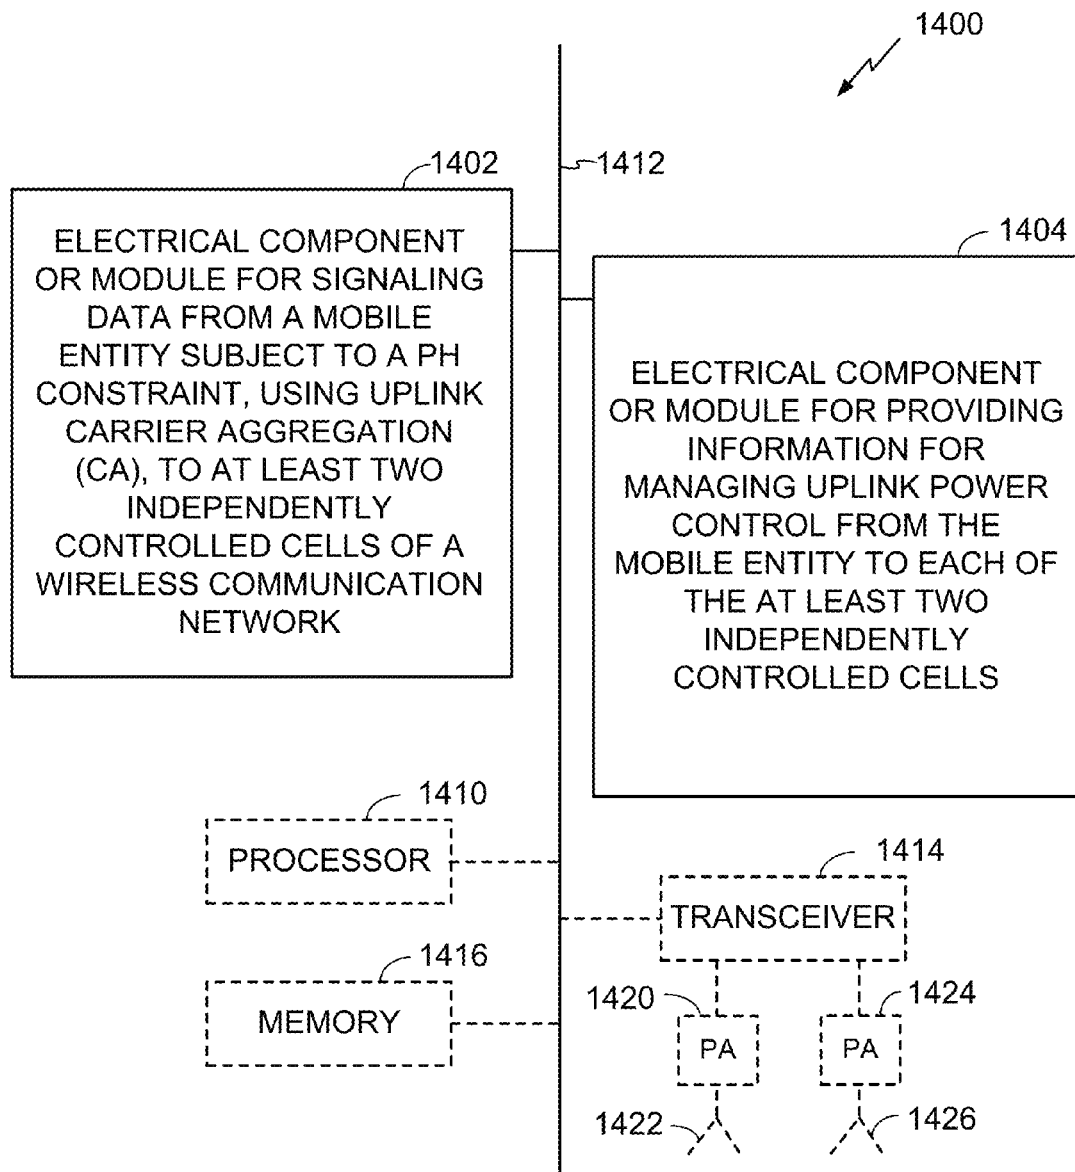 1400
1402
1412
1404
ELECTRICAL COMPONENT
OR MODULE FOR SIGNALING
DATA FROM A MOBILE
ENTITY SUBJECT TO A PH
CONSTRAINT, USING UPLINK
CARRIER AGGREGATION
(CA), TO AT LEAST TWO
INDEPENDENTLY
CONTROLLED CELLS OF A
WIRELESS COMMUNICATION
NETWORK
ELECTRICAL COMPONENT
OR MODULE FOR PROVIDING
INFORMATION FOR
MANAGING UPLINK POWER
CONTROL FROM THE
MOBILE ENTITY TO EACH OF
THE AT LEAST TWO
INDEPENDENTLY
CONTROLLED CELLS
1410
PROCESSOR
1414
TRANSCEIVER
1416
MEMORY
1420
PA
1424
PA
1422
1426